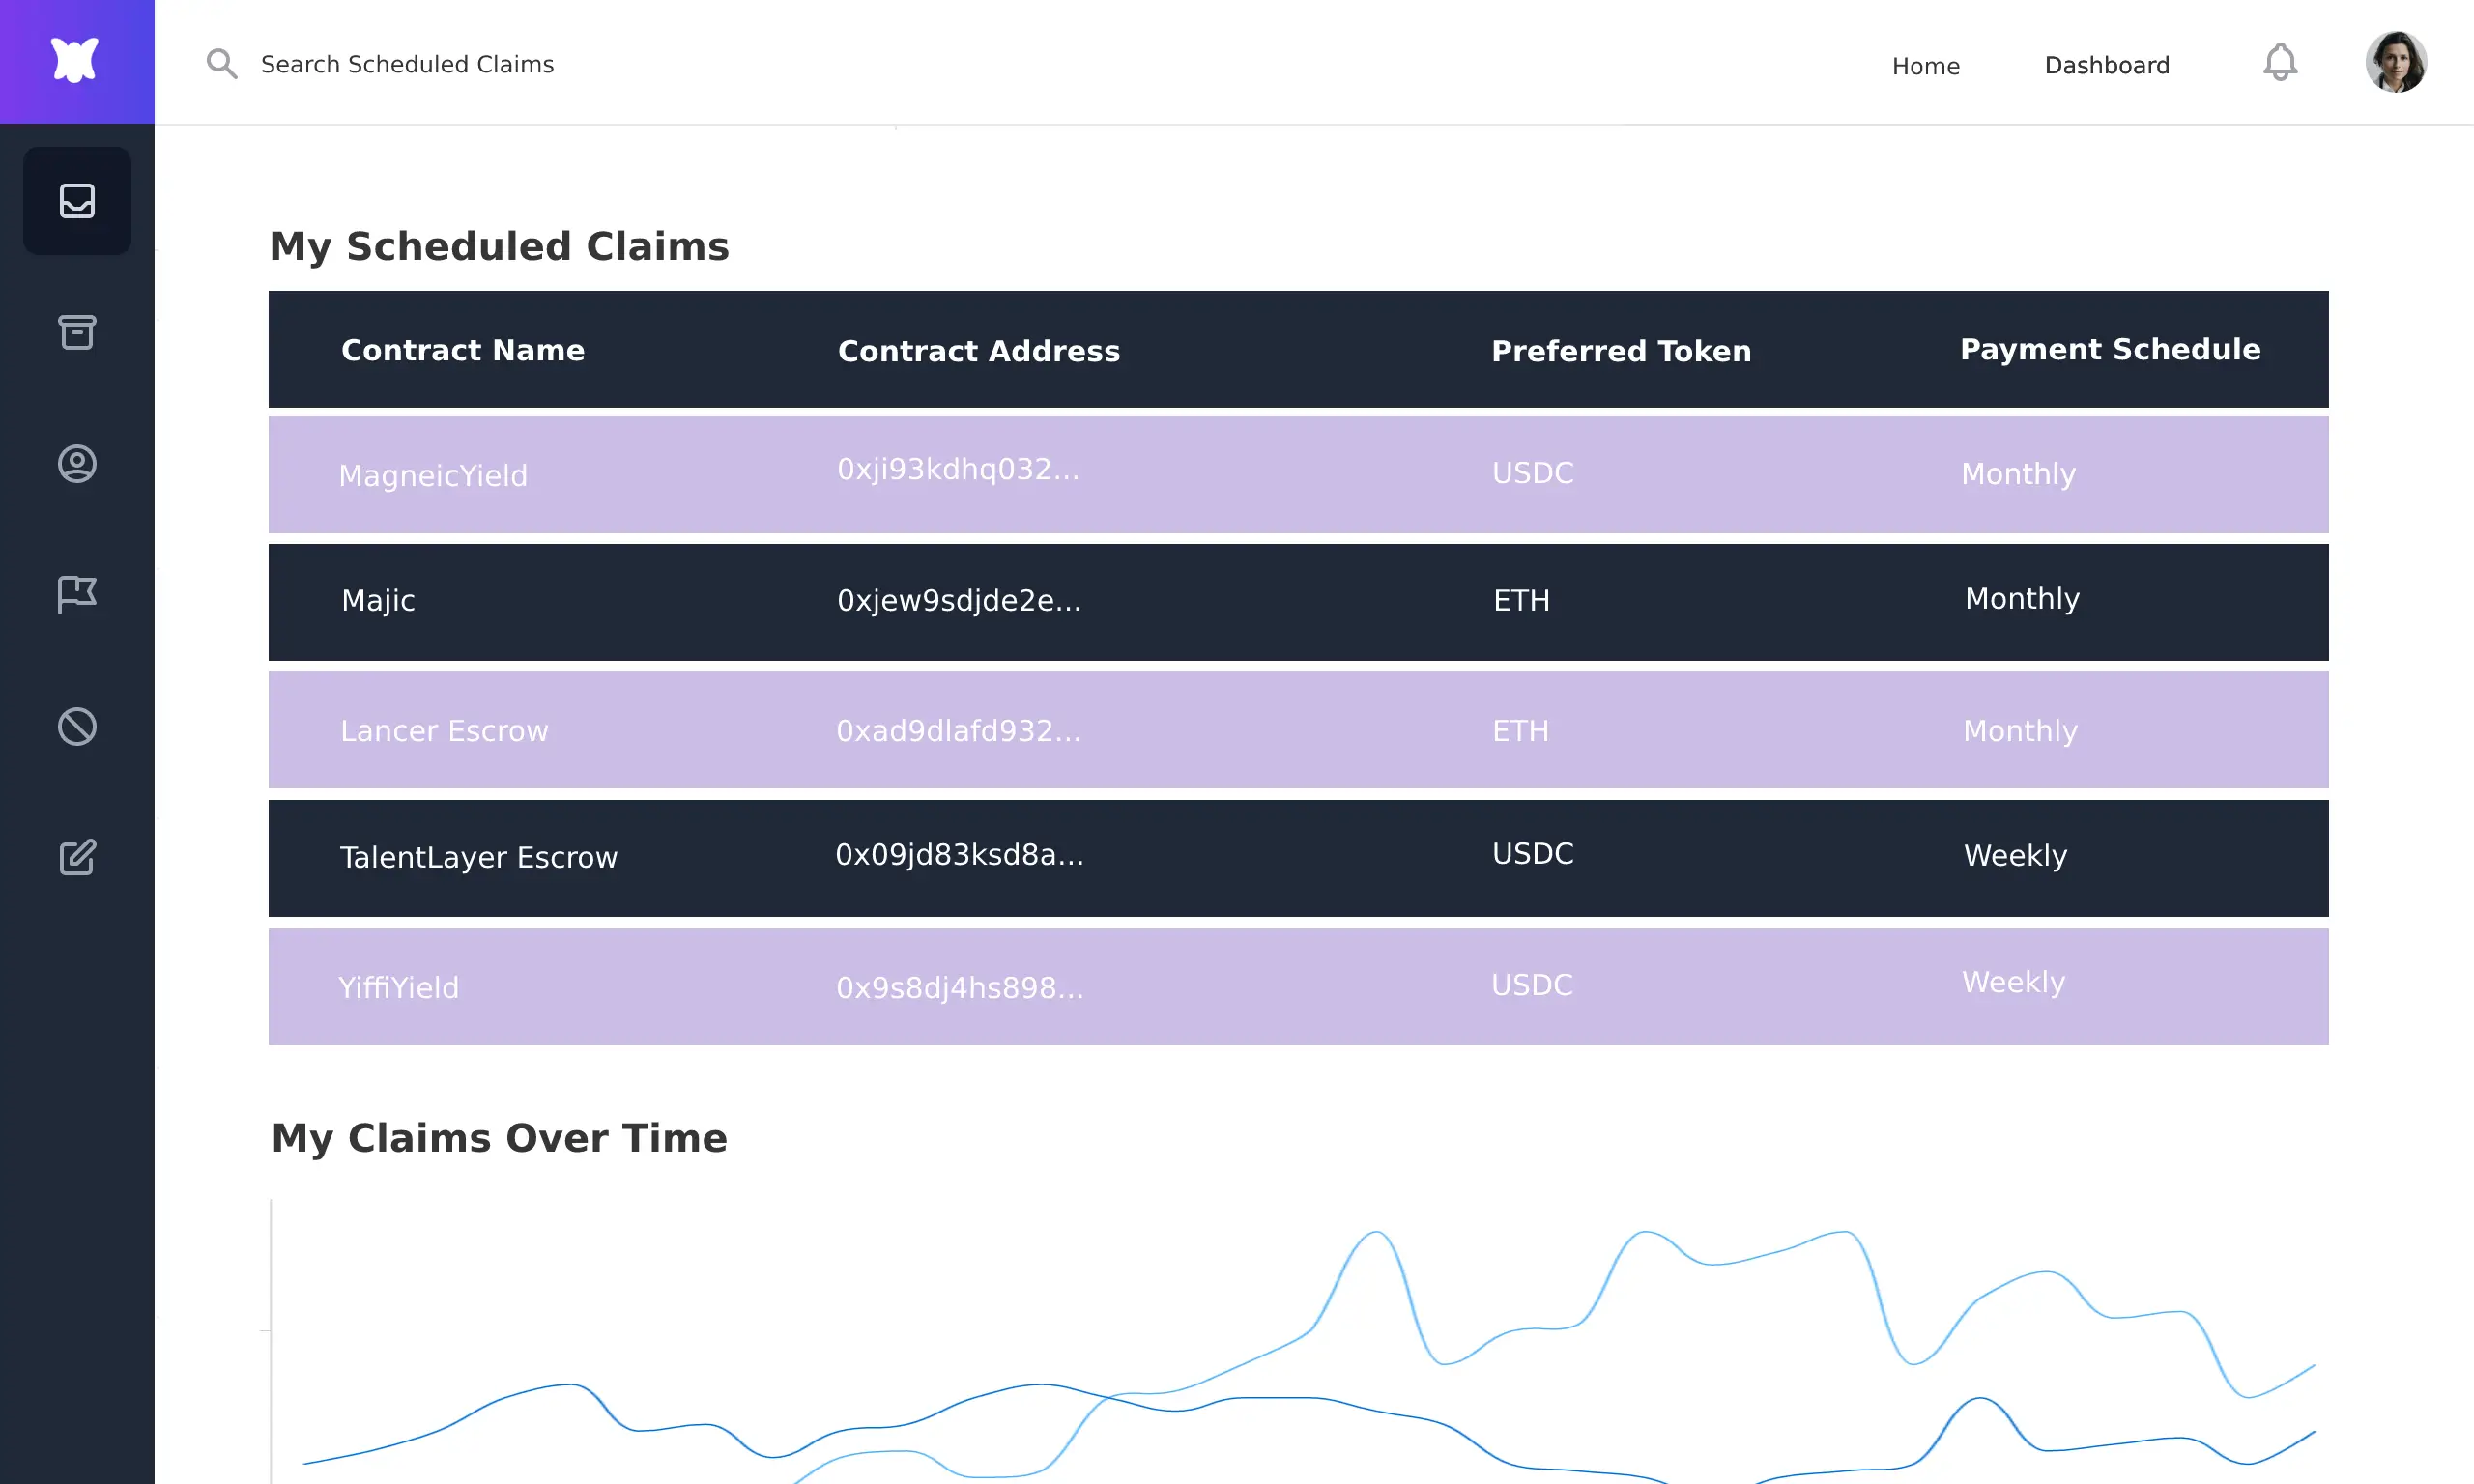 Search Scheduled Claims
Home
Dashboard
My Scheduled Claims
Contract Name
Contract Address
Preferred Token
Payment Schedule
MagneicYield
0xji93kdhq032...
USDC
Monthly
Majic
0xjew9sdjde2e...
ETH
Monthly
Lancer Escrow
0xad9dlafd932...
ETH
Monthly
TalentLayer Escrow
0x09jd83ksd8a...
USDC
Weekly
YiffiYield
0x9s8dj4hs898...
USDC
Weekly
My Claims Over Time